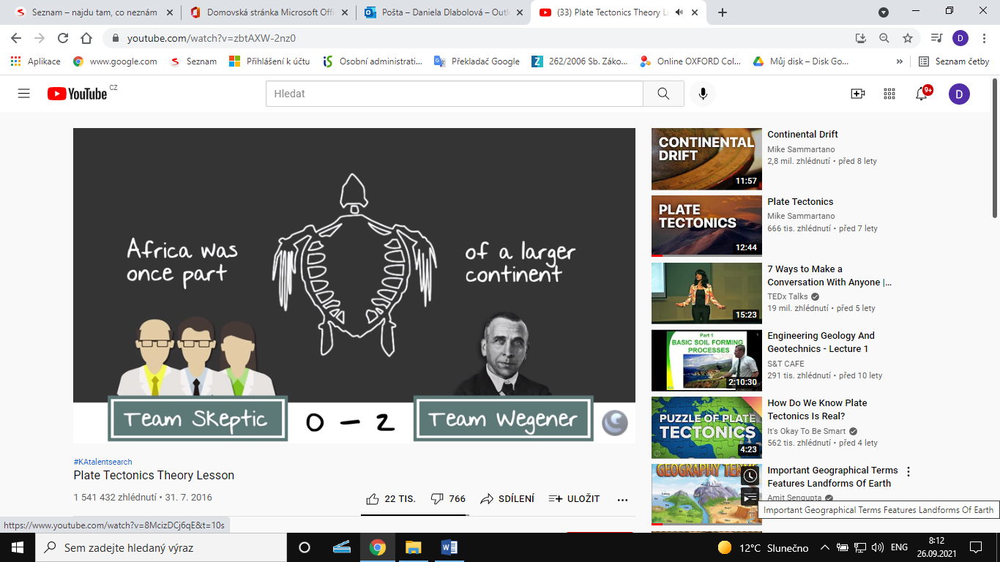 Seznam – najdu tam, co neznám
Domovská stránka Microsoft Offi
Pošta – Daniela Dlabolová – Outl
(33) Plate Tectonics Theory Le
youtube.com/watch?v=zbtAXW-2nz0
D
Aplikace
www.google.com
Seznam
Přihlášení k účtu
Osobní administrati...
Překladač Google
262/2006 Sb. Záko...
Online OXFORD Col...
Můj disk – Disk Go...
»
Seznam četby
YouTube CZ
Hledat
9+
D
Africa was
once part
of a larger
continent
Team Skeptic
0 – 2
Team Wegener
#KAtalentsearch
Plate Tectonics Theory Lesson
1 541 432 zhlédnutí • 31. 7. 2016
22 TIS.
766
SDÍLENÍ
ULOŽIT
CONTINENTAL
DRIFT
11:57
Continental Drift
Mike Sammartano
2,8 mil. zhlédnutí • před 8 lety
PLATE
TECTONICS
12:44
Plate Tectonics
Mike Sammartano
666 tis. zhlédnutí • před 7 lety
15:23
7 Ways to Make a
Conversation With Anyone |...
TEDx Talks
19 mil. zhlédnutí • před 5 lety
Part 1
BASIC SOIL FORMING
PROCESSES
2:10:30
Engineering Geology And
Geotechnics - Lecture 1
S&T CAFE
291 tis. zhlédnutí • před 10 lety
PUZZLE OF PLATE
TECTONICS
4:23
How Do We Know Plate
Tectonics Is Real?
It's Okay To Be Smart
562 tis. zhlédnutí • před 4 lety
GEOGRAPHY TERMS
Important Geographical Terms
Features Landforms Of Earth
Amit Sengupta
Important Geographical Terms Features Landforms Of Earth
https://www.youtube.com/watch?v=8McizDCj6qE&t=10s
Sem zadejte hledaný výraz
12°C Slunečno
ENG
8:12
26.09.2021